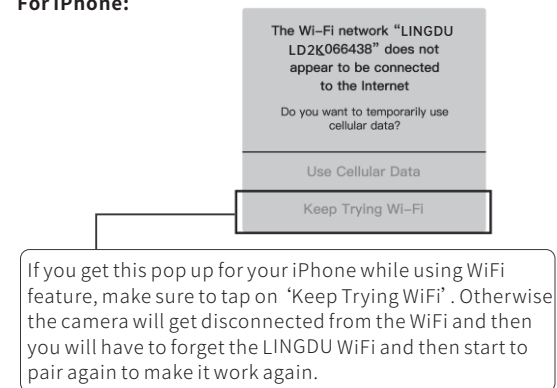 For iPhone:
The Wi-Fi network “LINGDU
LD2K066438” does not
appear to be connected
to the Internet
Do you want to temporarily use
cellular data?
Use Cellular Data
Keep Trying Wi-Fi
If you get this pop up for your iPhone while using WiFi
feature, make sure to tap on ‘Keep Trying WiFi’. Otherwise
the camera will get disconnected from the WiFi and then
you will have to forget the LINGDU WiFi and then start to
pair again to make it work again.